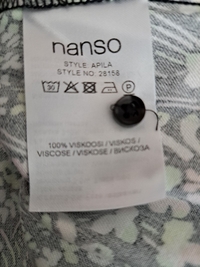 nanso
STYLE: APILA
STYLE NO: 28156
30 P
100% VISKOOSI / VISKOS /
VISCOSE / VISKOSE / ВИСКОЗА